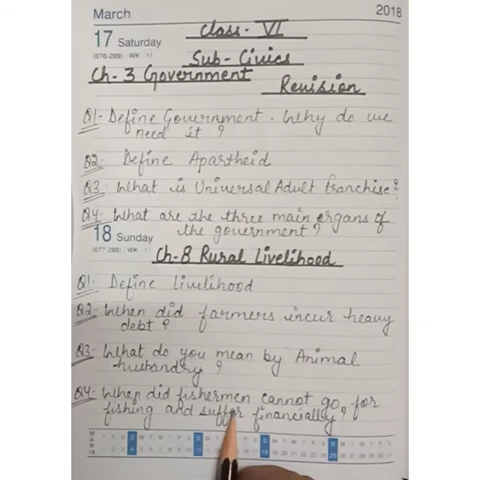 March 2018
Class - VI
17 Saturday
Sub - Civics
(076-289) WK - 11
Ch-3 Government
Revision
Q1- Define Government. Why do we
need it ?
Q2- Define Apartheid
Q3- What is Universal Adult franchise?
Q4- What are the three main organs of
the government?
18 Sunday
(077-288) WK - 11
Ch-8 Rural Livelihood
Q1- Define livelihood
Q2- When did farmers incur heavy
debt ?
Q3- What do you mean by Animal
husbandry ?
Q4- When did fishermen cannot go for
fishing and suffer financially?